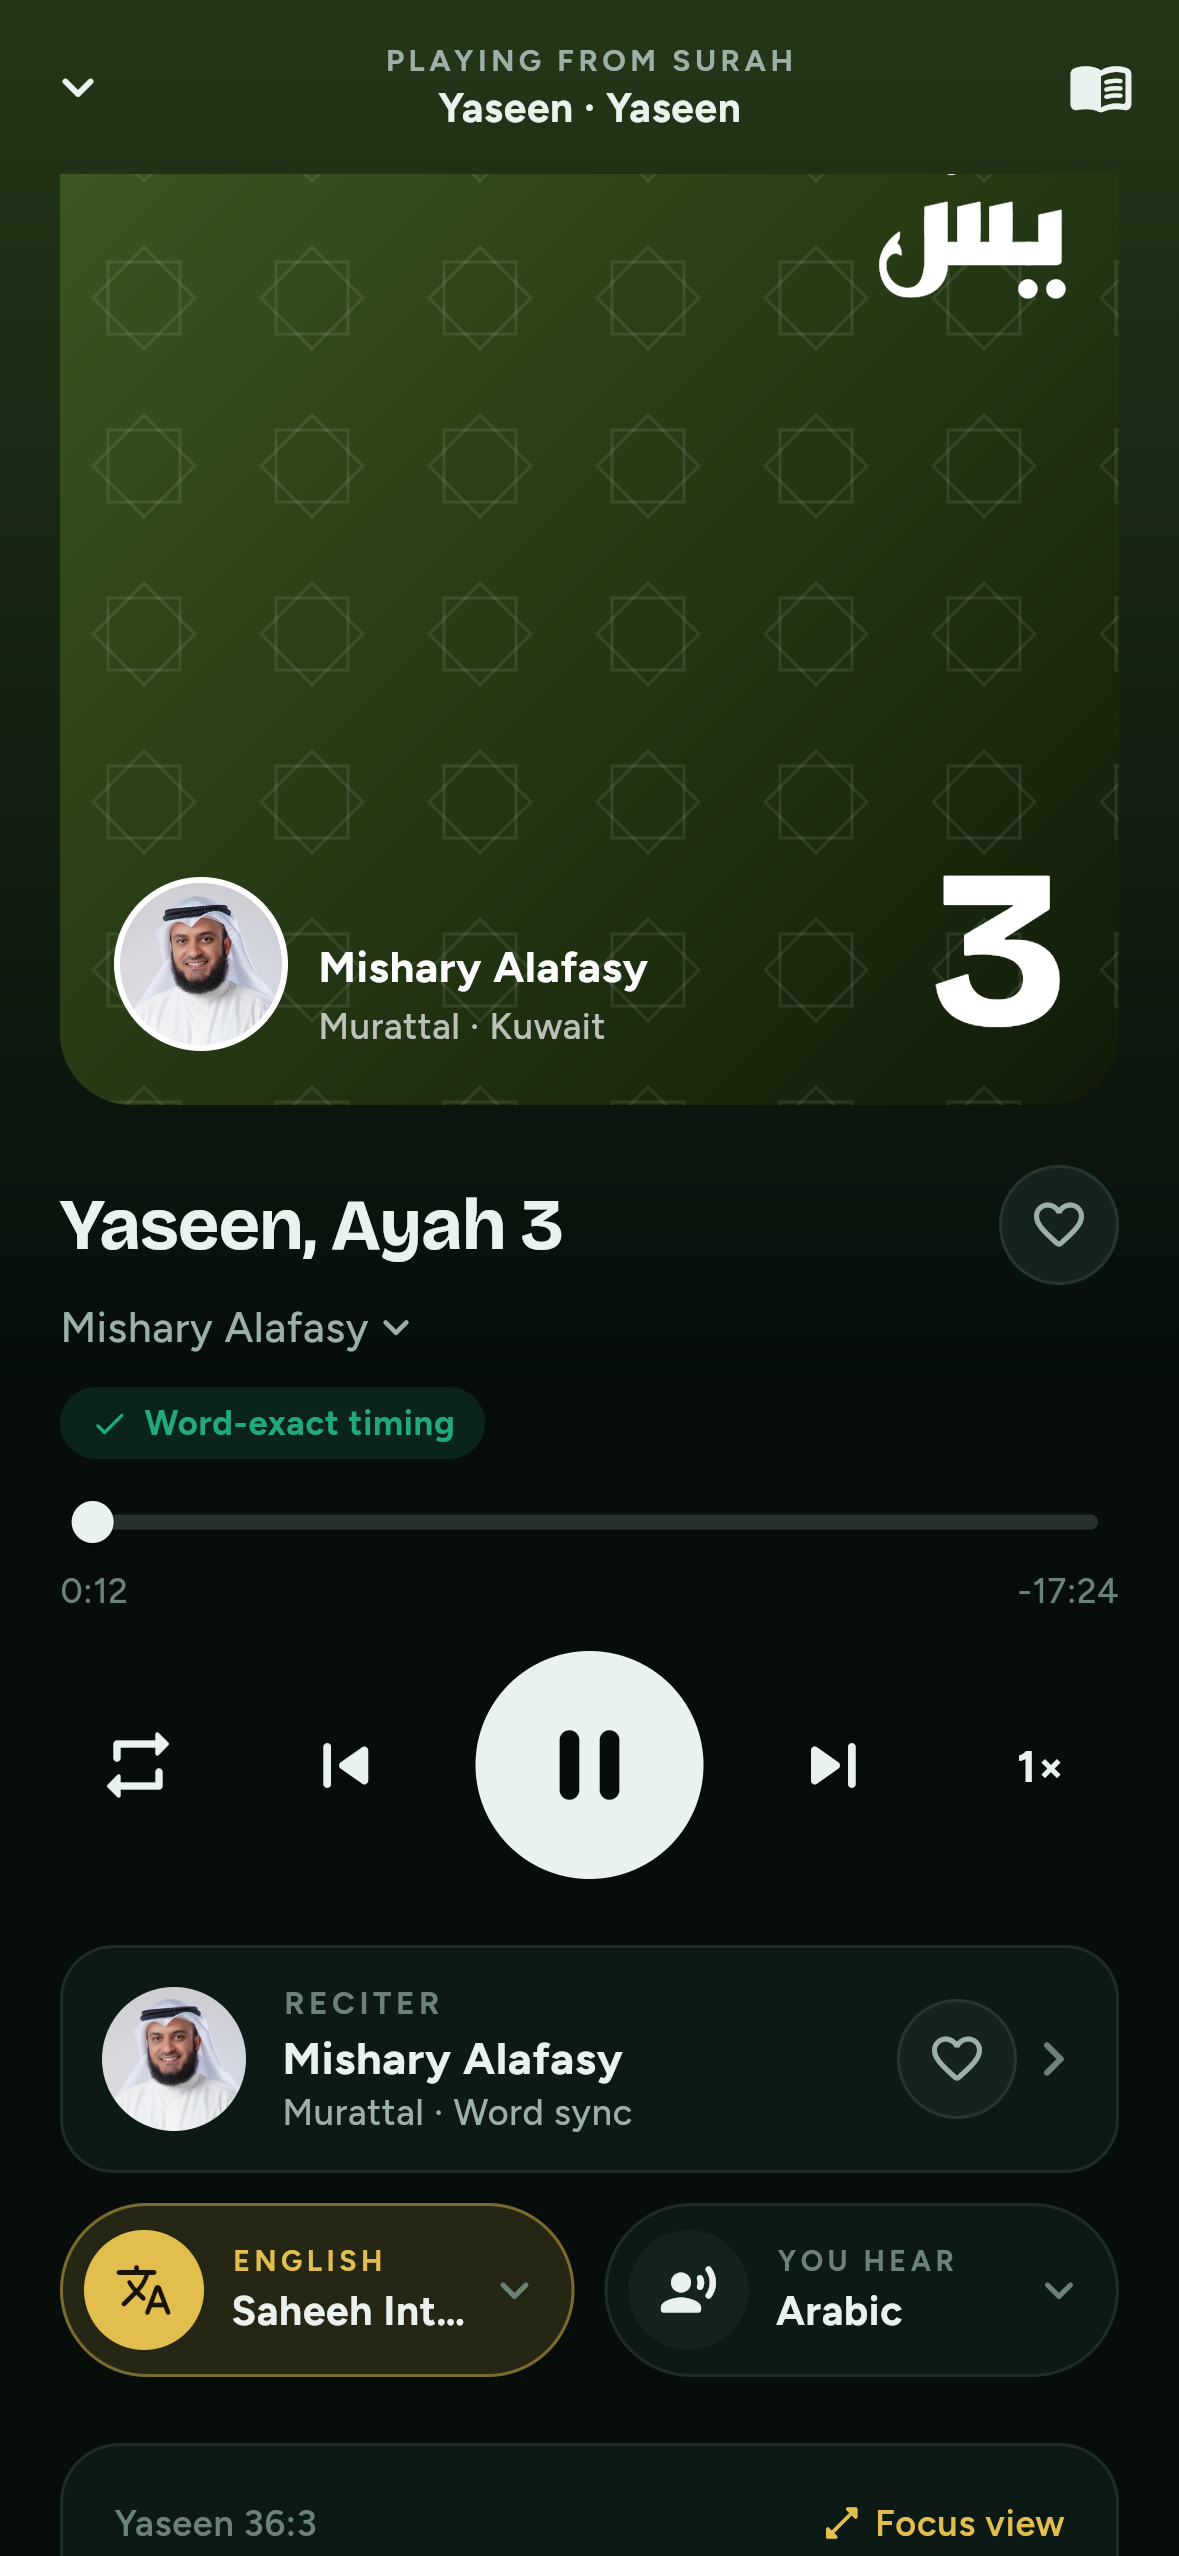 PLAYING FROM SURAH
Yaseen · Yaseen
يس
Mishary Alafasy
Murattal · Kuwait
3
Yaseen, Ayah 3
Mishary Alafasy
Word-exact timing
0:12
-17:24
1×
RECITER
Mishary Alafasy
Murattal · Word sync
ENGLISH
Saheeh Int...
YOU HEAR
Arabic
Yaseen 36:3
Focus view